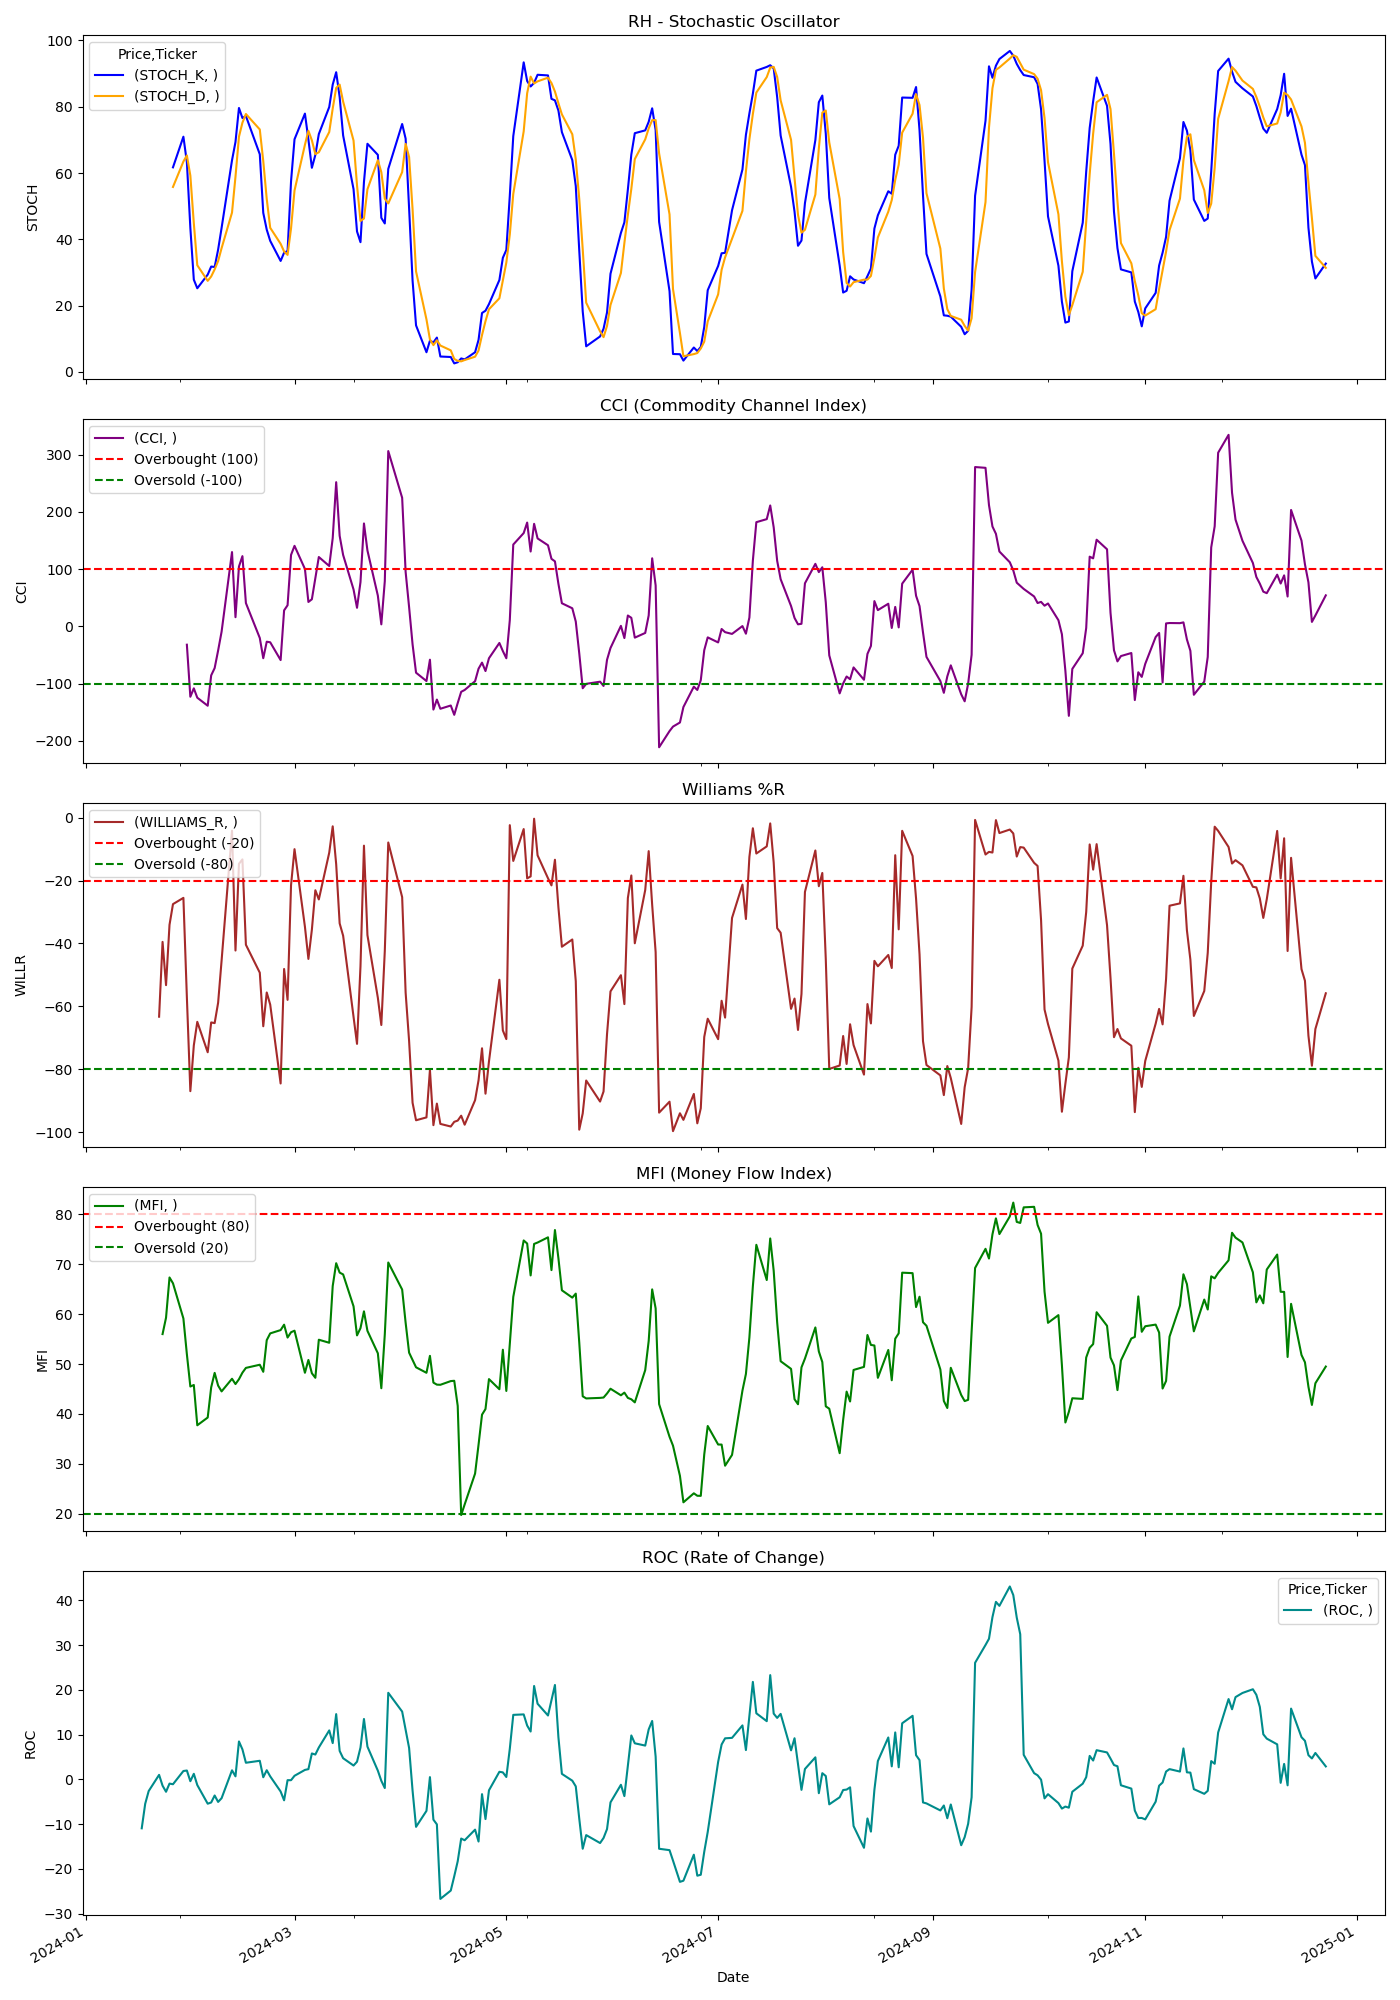 RH - Stochastic Oscillator
Price,Ticker
(STOCH_K, )
(STOCH_D, )
100
80
60
40
20
0
STOCH
CCI (Commodity Channel Index)
(CCI, )
Overbought (100)
Oversold (-100)
300
200
100
0
−100
−200
CCI
Williams %R
(WILLIAMS_R, )
Overbought (-20)
Oversold (-80)
0
−20
−40
−60
−80
−100
WILLR
MFI (Money Flow Index)
(MFI, )
Overbought (80)
Oversold (20)
80
70
60
50
40
30
20
MFI
ROC (Rate of Change)
Price,Ticker
(ROC, )
40
30
20
10
0
−10
−20
−30
ROC
2024-01
2024-03
2024-05
2024-07
2024-09
2024-11
2025-01
Date